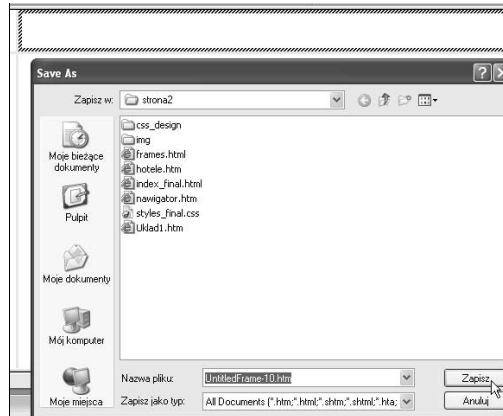 Save As
Zapisz w:
strona2
css_design
img
frames.html
hotele.htm
index_final.html
nawigator.htm
styles_final.css
Uklad1.htm
Moje bieżące
dokumenty
Pulpit
Moje dokumenty
Mój komputer
Moje miejsca
Nazwa pliku:
UntitledFrame-10.htm
Zapisz
Zapisz jako typ:
All Documents (*.htm;*.html;*.shtm;*.shtml;*.hta;
Anuluj